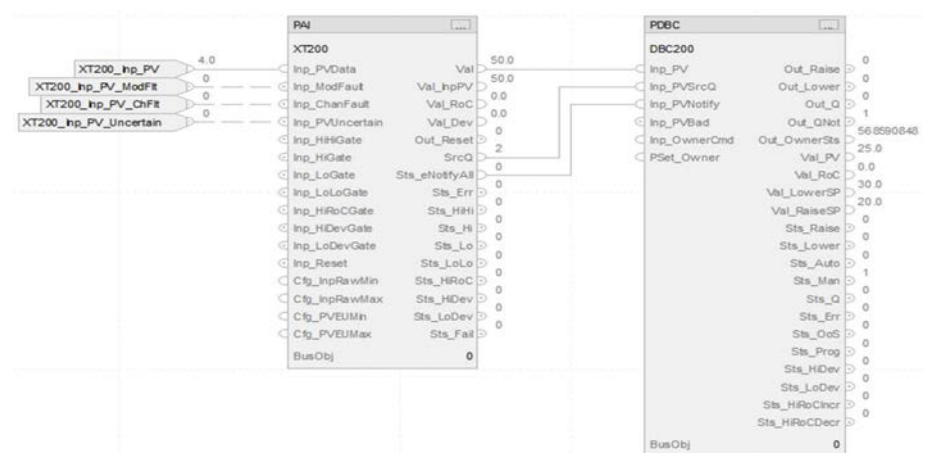 PAI ...
XT200
XT200_Inp_PV 4.0 Inp_PVData Val 50.0
XT200_Inp_PV_ModFlt 0 Inp_ModFault Val_InpPV 50.0
XT200_Inp_PV_ChFlt 0 Inp_ChanFault Val_RoC 0.0
XT200_Inp_PV_Uncertain 0 Inp_PVUncertain Val_Dev 0.0
Inp_HiHiGate Out_Reset 0
Inp_HiGate SrcQ 2
Inp_LoGate Sts_eNotifyAll 0
Inp_LoLoGate Sts_Err 0
Inp_HiRoCGate Sts_HiHi 0
Inp_HiDevGate Sts_Hi 0
Inp_LoDevGate Sts_Lo 0
Inp_Reset Sts_LoLo 0
Cfg_InpRawMin Sts_HiRoC 0
Cfg_InpRawMax Sts_HiDev 0
Cfg_PVEUMin Sts_LoDev 0
Cfg_PVEUMax Sts_Fail 0
BusObj 0
PDBC ...
DBC200
Inp_PV Out_Raise 0
Inp_PVSrcQ Out_Lower 0
Inp_PVNotify Out_Q 0
Inp_PVBad Out_QNot 1
Inp_OwnerCmd Out_OwnerSts 568590848
PSet_Owner Val_PV 25.0
Val_RoC 0.0
Val_LowerSP 30.0
Val_RaiseSP 20.0
Sts_Raise 0
Sts_Lower 0
Sts_Auto 0
Sts_Man 1
Sts_Q 0
Sts_Err 0
Sts_OoS 0
Sts_Prog 0
Sts_HiDev 0
Sts_LoDev 0
Sts_HiRoCIncr 0
Sts_HiRoCDecr 0
BusObj 0